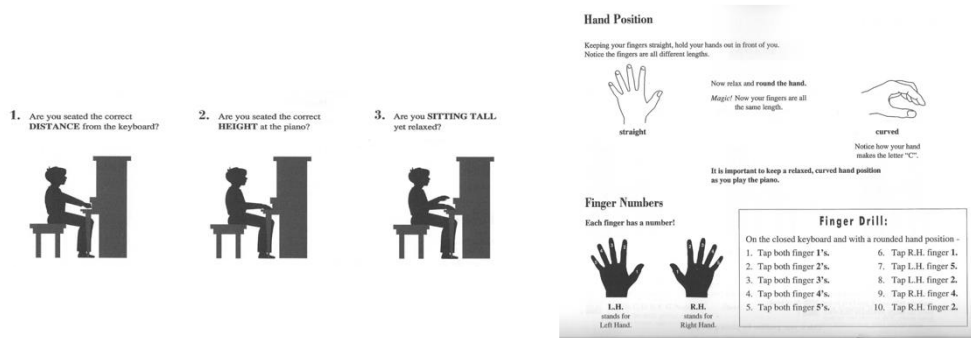 1. Are you seated the correct
DISTANCE from the keyboard?
2. Are you seated the correct
HEIGHT at the piano?
3. Are you SITTING TALL
yet relaxed?
Hand Position
Keeping your fingers straight, hold your hands out in front of you.
Notice the fingers are all different lengths.
straight
Now relax and round the hand.
Magic! Now your fingers are all
the same length.
curved
Notice how your hand
makes the letter “C”.
It is important to keep a relaxed, curved hand position
as you play the piano.
Finger Numbers
Each finger has a number!
L.H.
stands for
Left Hand.
R.H.
stands for
Right Hand.
Finger Drill:
On the closed keyboard and with a rounded hand position -
1. Tap both finger 1's.
2. Tap both finger 2's.
3. Tap both finger 3's.
4. Tap both finger 4's.
5. Tap both finger 5's.
6. Tap R.H. finger 1.
7. Tap L.H. finger 5.
8. Tap L.H. finger 2.
9. Tap R.H. finger 4.
10. Tap R.H. finger 2.